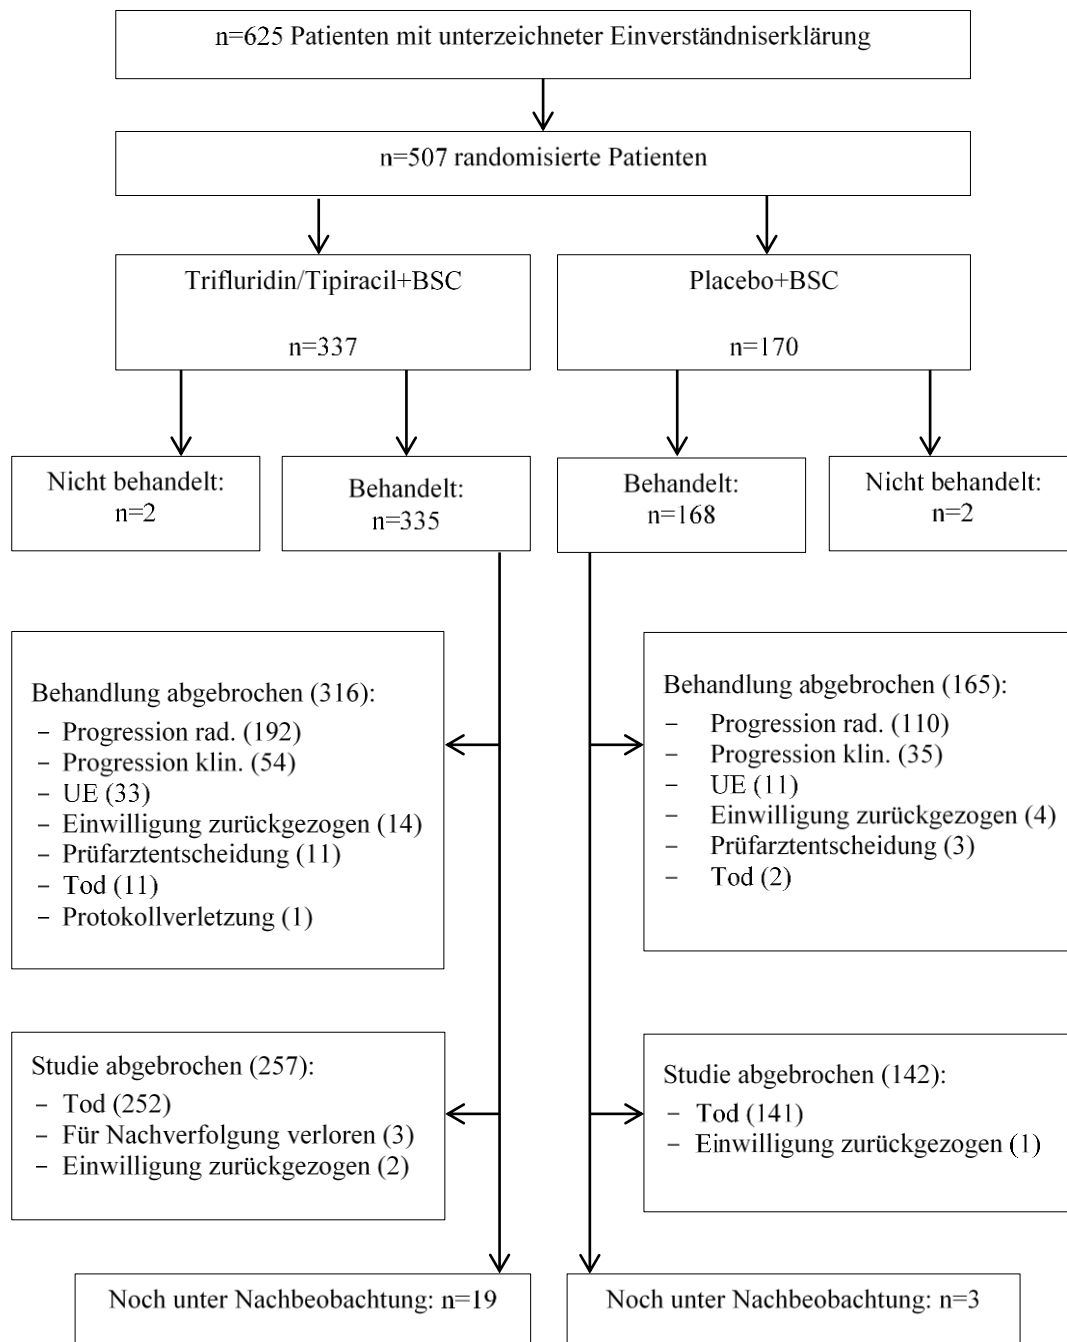 n=625 Patienten mit unterzeichneter Einverständniserklärung
n=507 randomisierte Patienten
Trifluridin/Tipiracil+BSC
n=337
Placebo+BSC
n=170
Nicht behandelt:
n=2
Behandelt:
n=335
Behandelt:
n=168
Nicht behandelt:
n=2
Behandlung abgebrochen (316):
- Progression rad. (192)
- Progression klin. (54)
- UE (33)
- Einwilligung zurückgezogen (14)
- Prüfarztentscheidung (11)
- Tod (11)
- Protokollverletzung (1)
Behandlung abgebrochen (165):
- Progression rad. (110)
- Progression klin. (35)
- UE (11)
- Einwilligung zurückgezogen (4)
- Prüfarztentscheidung (3)
- Tod (2)
Studie abgebrochen (257):
- Tod (252)
- Für Nachverfolgung verloren (3)
- Einwilligung zurückgezogen (2)
Studie abgebrochen (142):
- Tod (141)
- Einwilligung zurückgezogen (1)
Noch unter Nachbeobachtung: n=19
Noch unter Nachbeobachtung: n=3